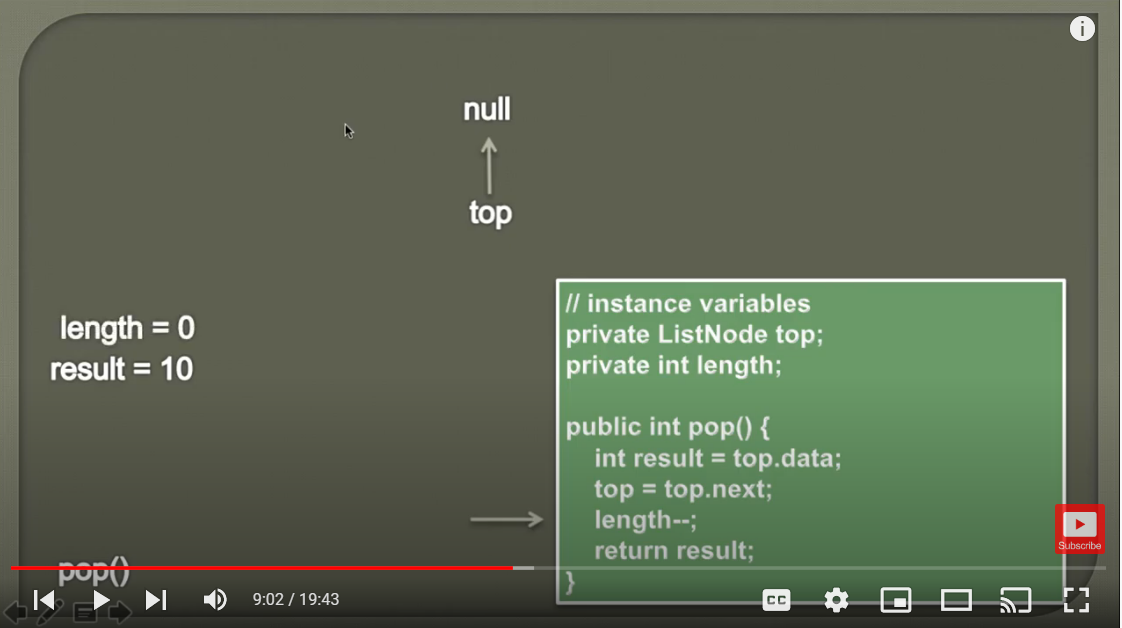 null
top
length = 0
result = 10
// instance variables
private ListNode top;
private int length;
public int pop() {
int result = top.data;
top = top.next;
length--;
return result;
}
pop()
Subscribe
9:02 / 19:43
CC